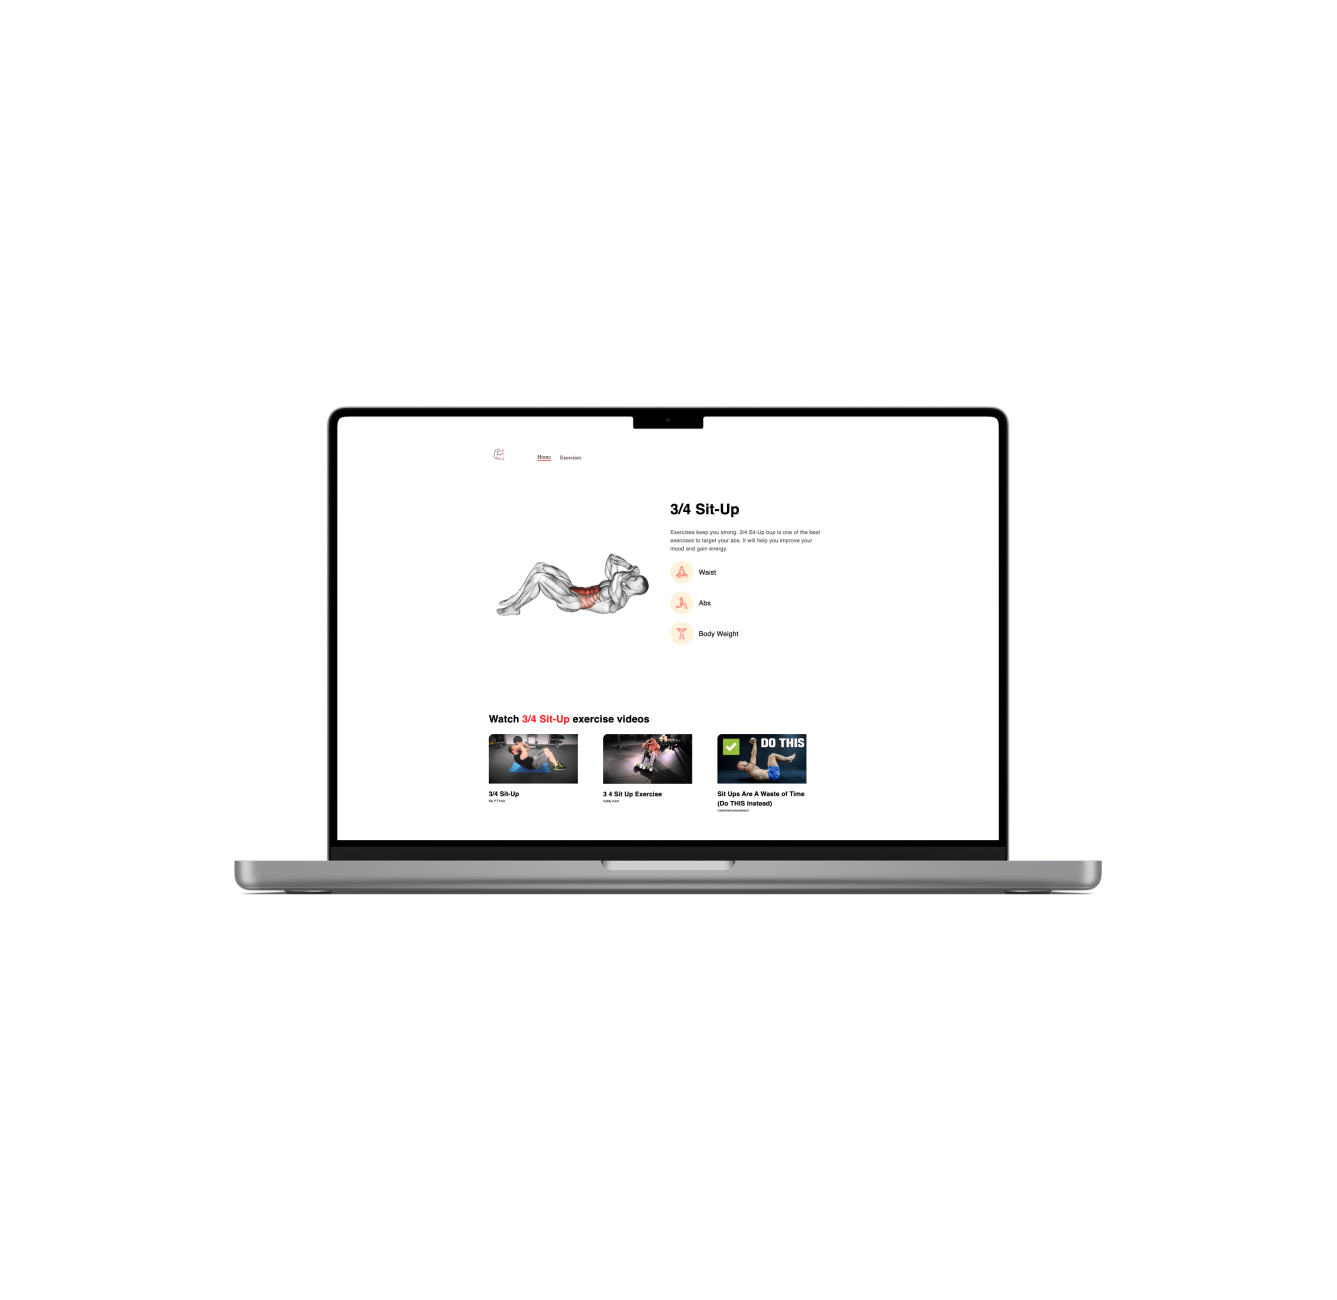 Home Exercises
3/4 Sit-Up
Exercises keep you strong. 3/4 Sit-Up bup is one of the best
exercises to target your abs. It will help you improve your
mood and gain energy.
Waist
Abs
Body Weight
Watch 3/4 Sit-Up exercise videos
DO THIS
3/4 Sit-Up
My PT Hub
3 4 Sit Up Exercise
Sit Ups Are A Waste of Time
(Do THIS Instead)